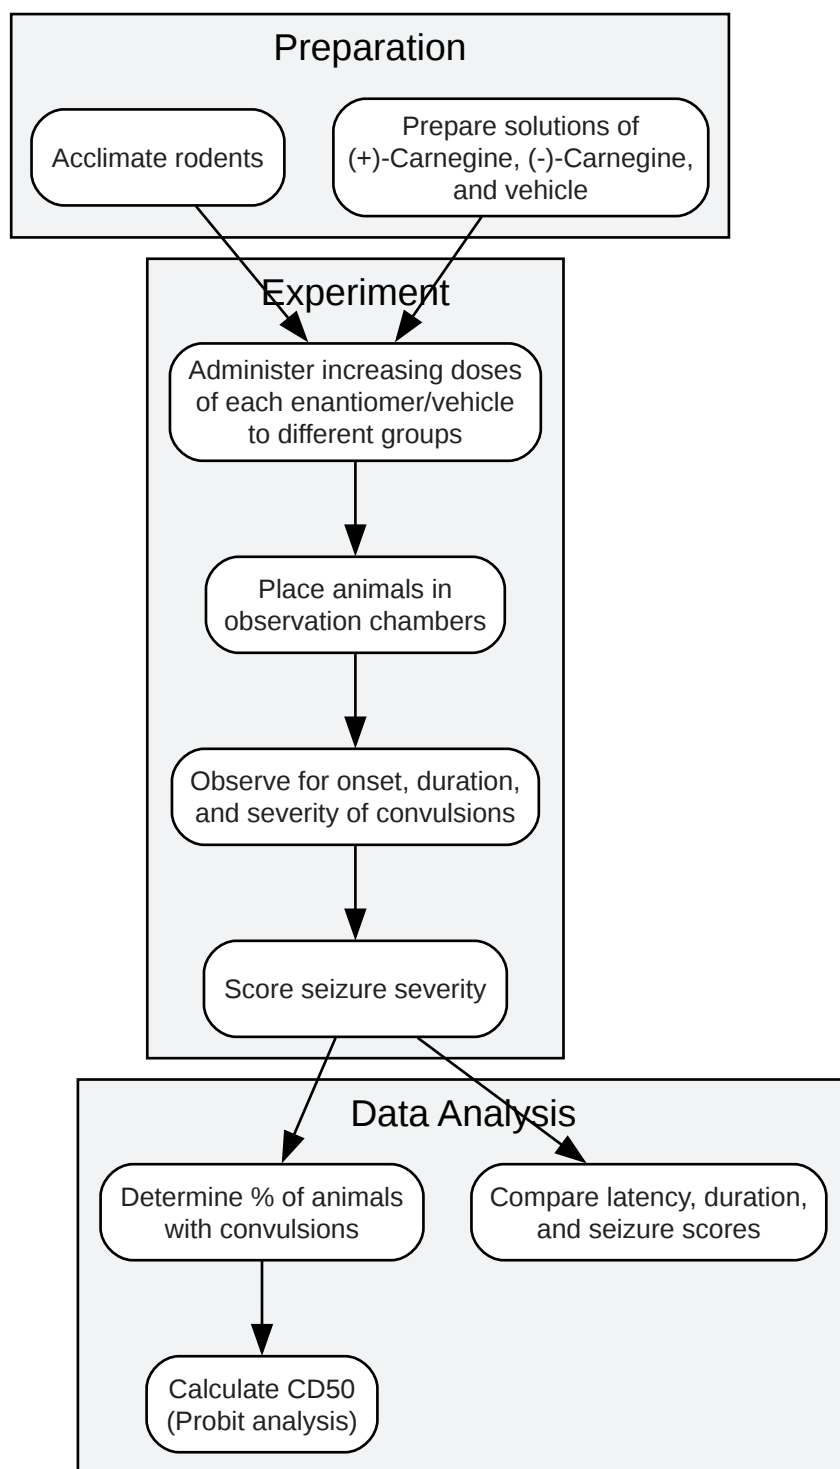 Preparation
Acclimate rodents
Prepare solutions of
(+)-Carnegine, (-)-Carnegine,
and vehicle
Experiment
Administer increasing doses
of each enantiomer/vehicle
to different groups
Place animals in
observation chambers
Observe for onset, duration,
and severity of convulsions
Score seizure severity
Data Analysis
Determine % of animals
with convulsions
Compare latency, duration,
and seizure scores
Calculate CD50
(Probit analysis)